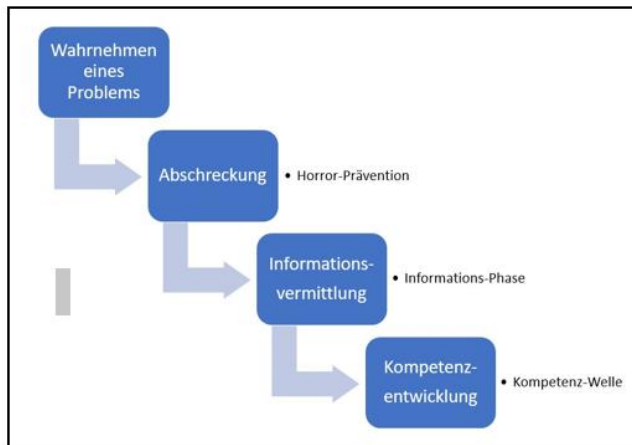 Wahrnehmen
eines
Problems
Abschreckung
• Horror-Prävention
Informations-
vermittlung
• Informations-Phase
Kompetenz-
entwicklung
• Kompetenz-Welle